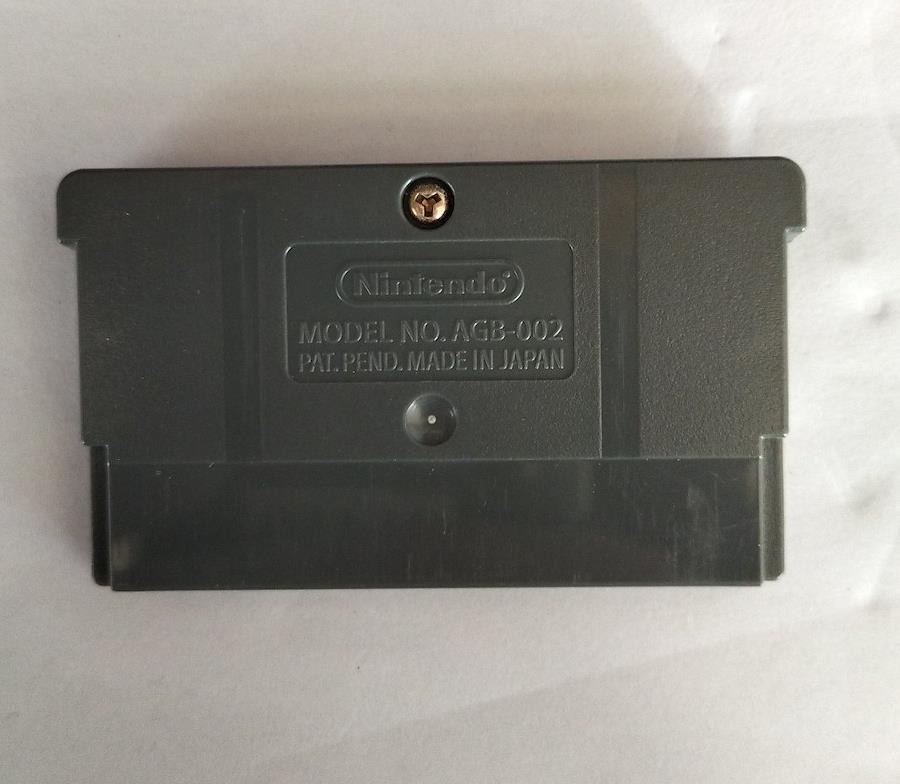 Nintendo®
MODEL NO. AGB-002
PAT. PEND. MADE IN JAPAN